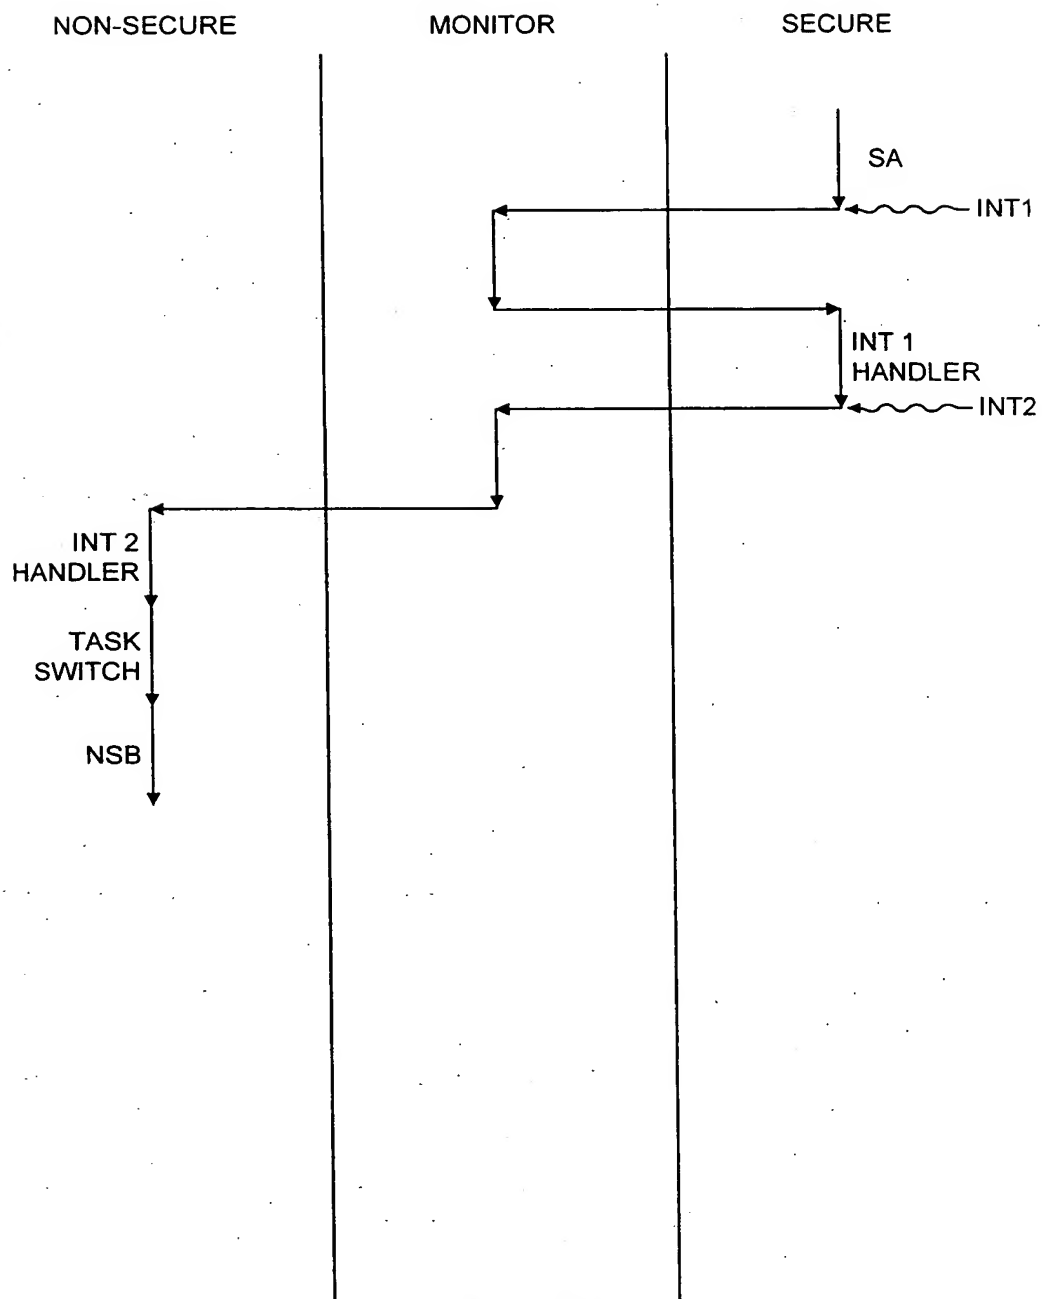 NON-SECURE
MONITOR
SECURE
SA
INT1
INT 1
HANDLER
INT2
INT 2
HANDLER
TASK
SWITCH
NSB